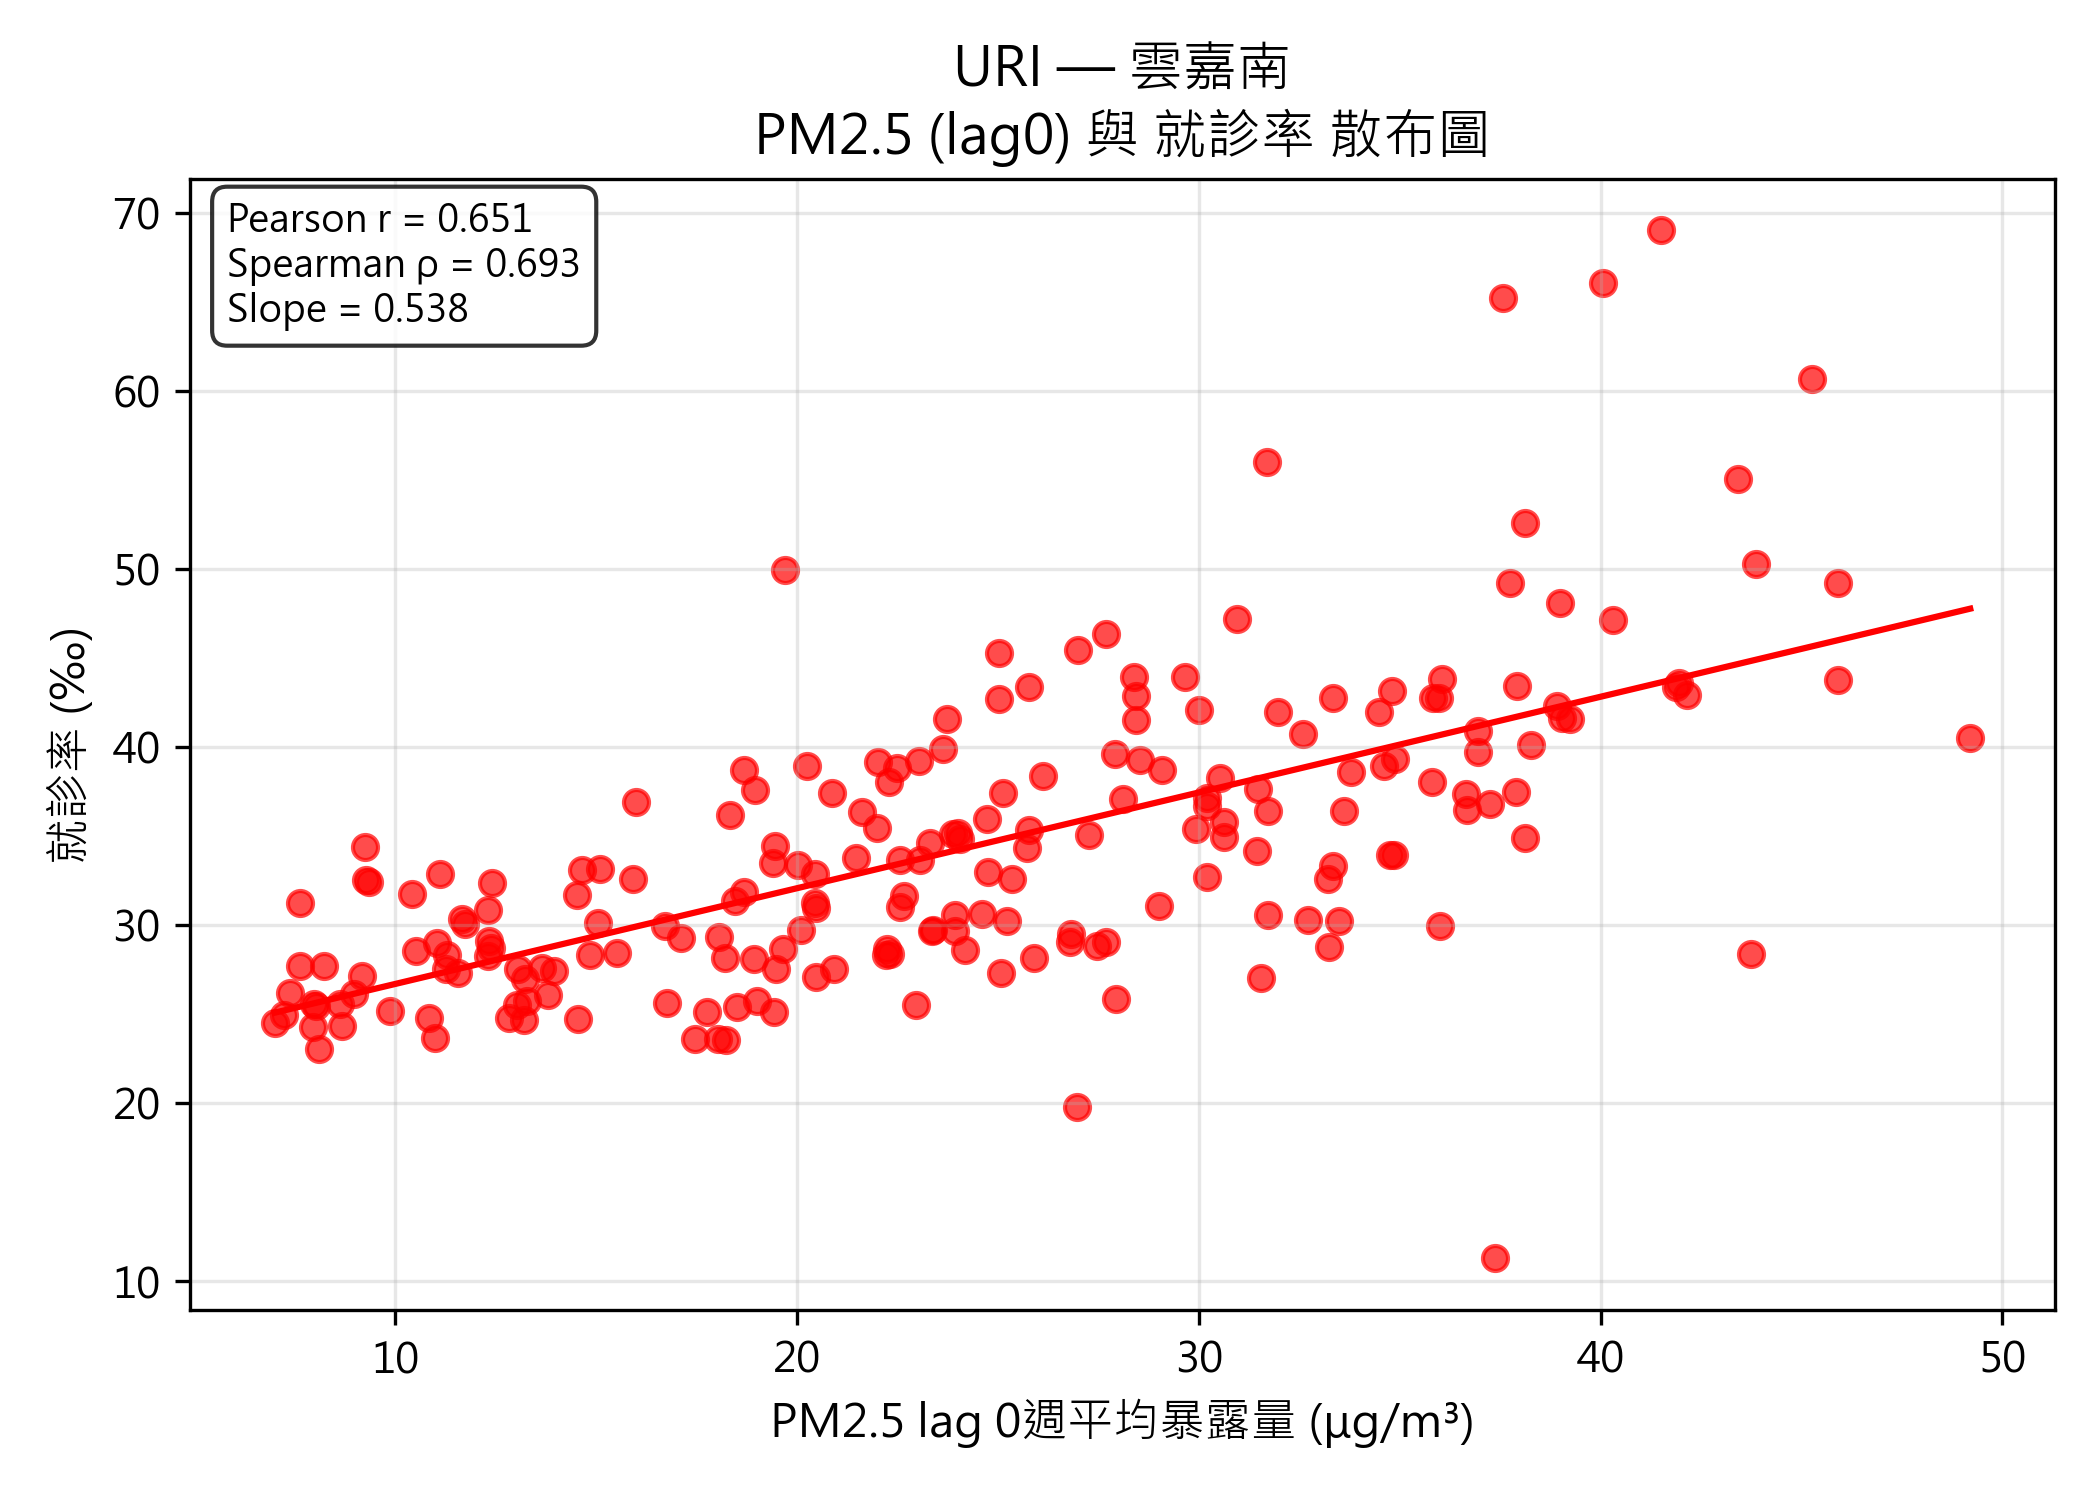 URI — 雲嘉南
PM2.5 (lag0) 與 就診率 散布圖
Pearson r = 0.651
Spearman ρ = 0.693
Slope = 0.538
70
60
50
40
30
20
10
就診率 (‰)
10
20
30
40
50
PM2.5 lag 0週平均暴露量 (μg/m³)